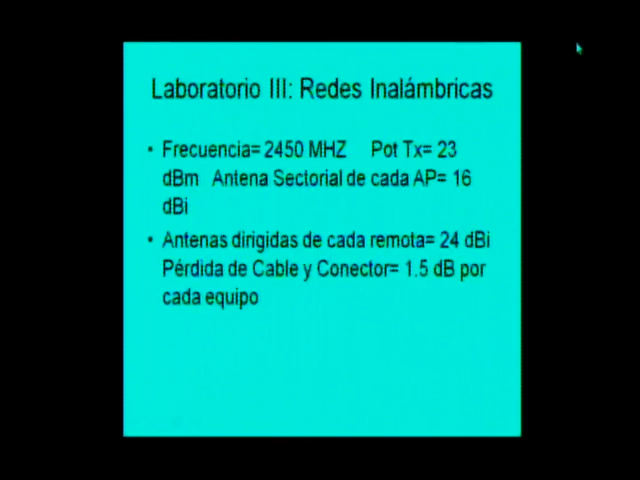 Laboratorio III: Redes Inalámbricas
• Frecuencia= 2450 MHZ Pot Tx= 23
dBm Antena Sectorial de cada AP= 16
dBi
• Antenas dirigidas de cada remota= 24 dBi
Pérdida de Cable y Conector= 1.5 dB por
cada equipo